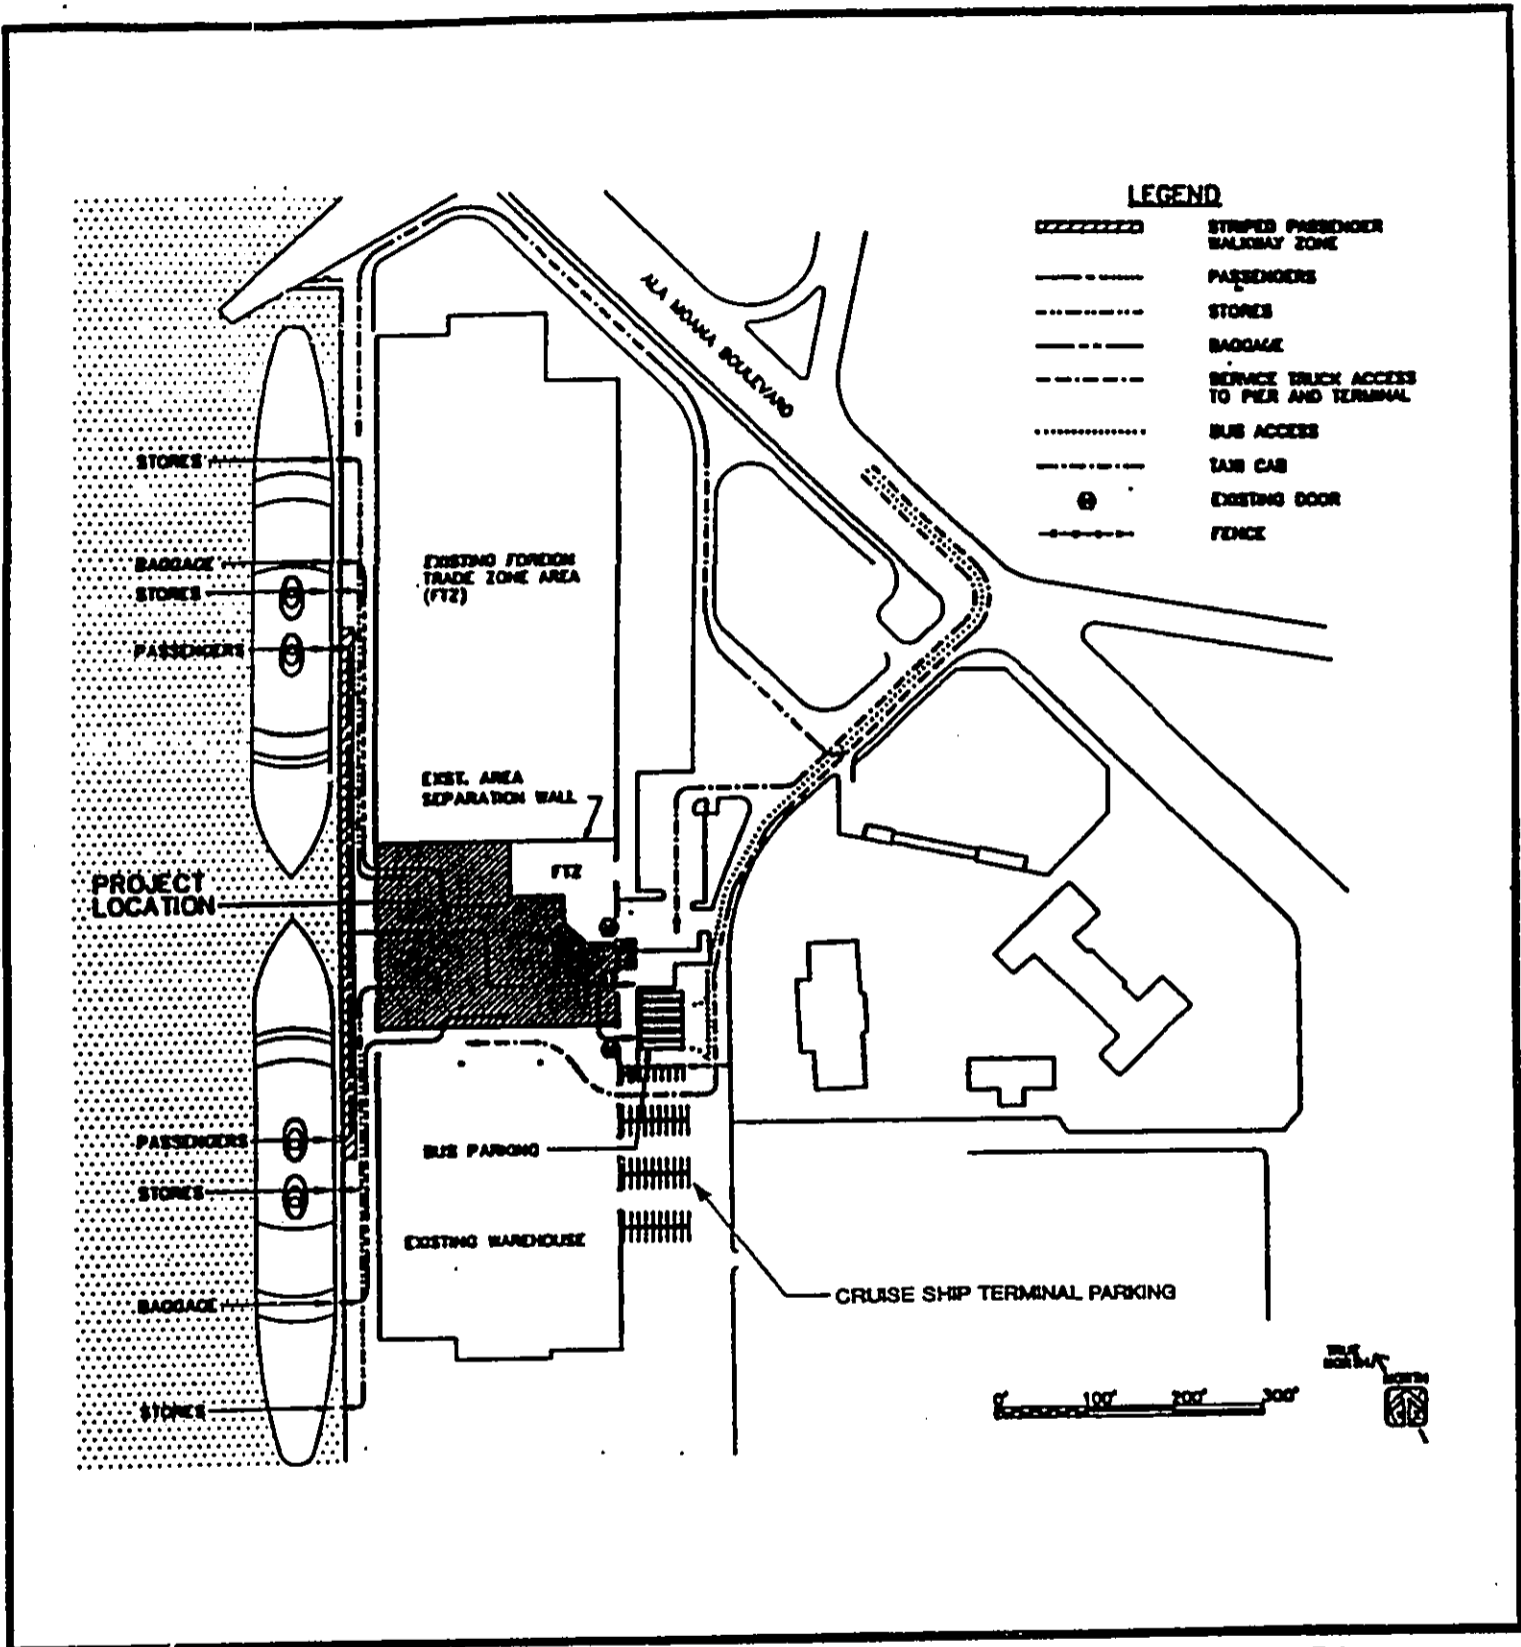 LEGEND
STRIPED PASSENGER
WALKWAY ZONE
PASSENGERS
STORES
BAGGAGE
SERVICE TRUCK ACCESS
TO PIER AND TERMINAL
BUS ACCESS
TAXI CAB
EXISTING DOOR
FENCE
ALA MOANA BOULEVARD
STORES
BAGGAGE
STORES
PASSENGERS
EXISTING FOREIGN
TRADE ZONE AREA
(FTZ)
EXIST. AREA
SEPARATION WALL
FTZ
PROJECT
LOCATION
PASSENGERS
STORES
BAGGAGE
STORES
BUS PARKING
EXISTING WAREHOUSE
CRUISE SHIP TERMINAL PARKING
0' 100' 200' 300'
TRUE
NORTH
NORTH